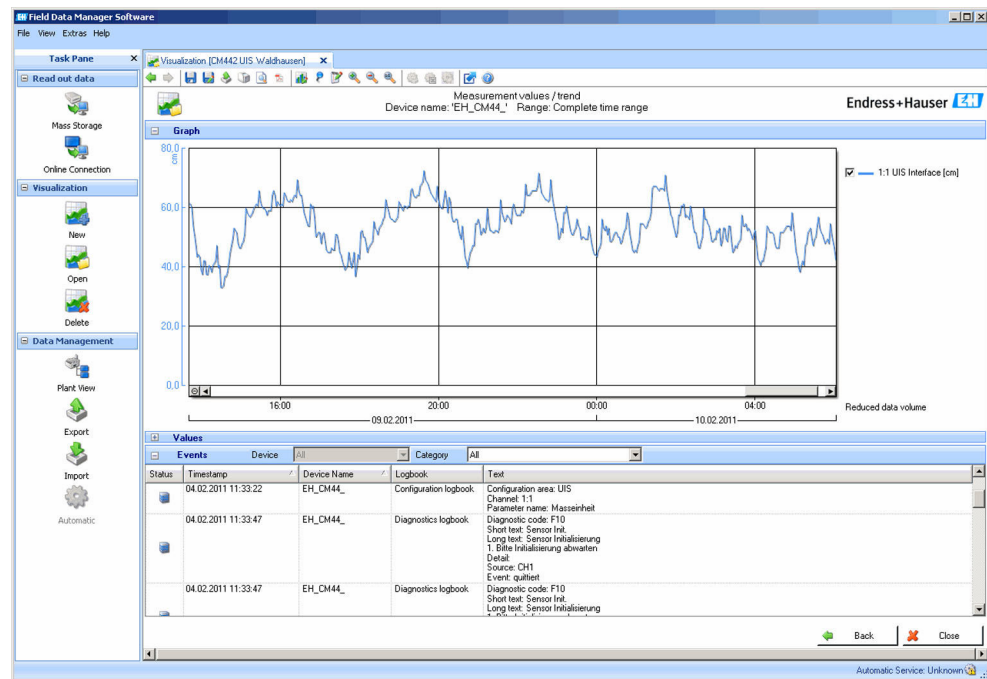 Field Data Manager Software
File View Extras Help
Task Pane
Visualization [CM442 UIS Waldhausen]
Read out data
Mass Storage
Online Connection
Visualization
New
Open
Delete
Data Management
Plant View
Export
Import
Automatic
Measurement values / trend
Device name: 'EH_CM44_' Range: Complete time range
Endress+Hauser EH
Graph
80,0
cm
60,0
40,0
20,0
0,0
1:1 UIS Interface [cm]
16:00 20:00 00:00 04:00
Reduced data volume
09.02.2011 10.02.2011
Values
Events Device All Category All
Status Timestamp Device Name Logbook Text
04.02.2011 11:33:22 EH_CM44_ Configuration logbook Configuration area: UIS
Channel: 1:1
Parameter name: Masseinheit
04.02.2011 11:33:47 EH_CM44_ Diagnostics logbook Diagnostic code: F10
Short text: Sensor Init.
Long text: Sensor Initialisierung
1. Bitte Initialisierung abwarten
Detail:
Source: CH1
Event: quittiert
04.02.2011 11:33:47 EH_CM44_ Diagnostics logbook Diagnostic code: F10
Short text: Sensor Init.
Long text: Sensor Initialisierung
Back Close
Automatic Service: Unknown